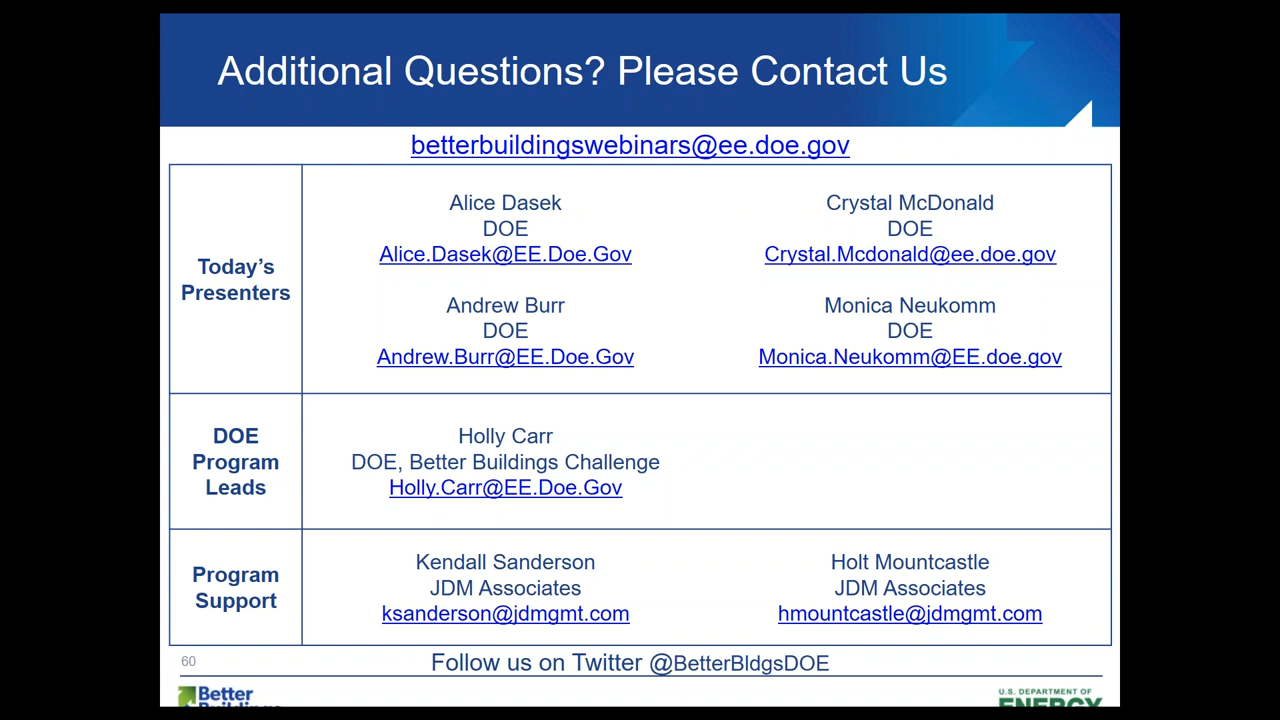 Additional Questions? Please Contact Us
betterbuildingswebinars@ee.doe.gov
Today's
Presenters
Alice Dasek
DOE
Alice.Dasek@EE.Doe.Gov
Crystal McDonald
DOE
Crystal.Mcdonald@ee.doe.gov
Andrew Burr
DOE
Andrew.Burr@EE.Doe.Gov
Monica Neukomm
DOE
Monica.Neukomm@EE.doe.gov
DOE
Program
Leads
Holly Carr
DOE, Better Buildings Challenge
Holly.Carr@EE.Doe.Gov
Program
Support
Kendall Sanderson
JDM Associates
ksanderson@jdmgmt.com
Holt Mountcastle
JDM Associates
hmountcastle@jdmgmt.com
60
Follow us on Twitter @BetterBldgsDOE
Better
Buildings
U.S. DEPARTMENT OF
ENERGY